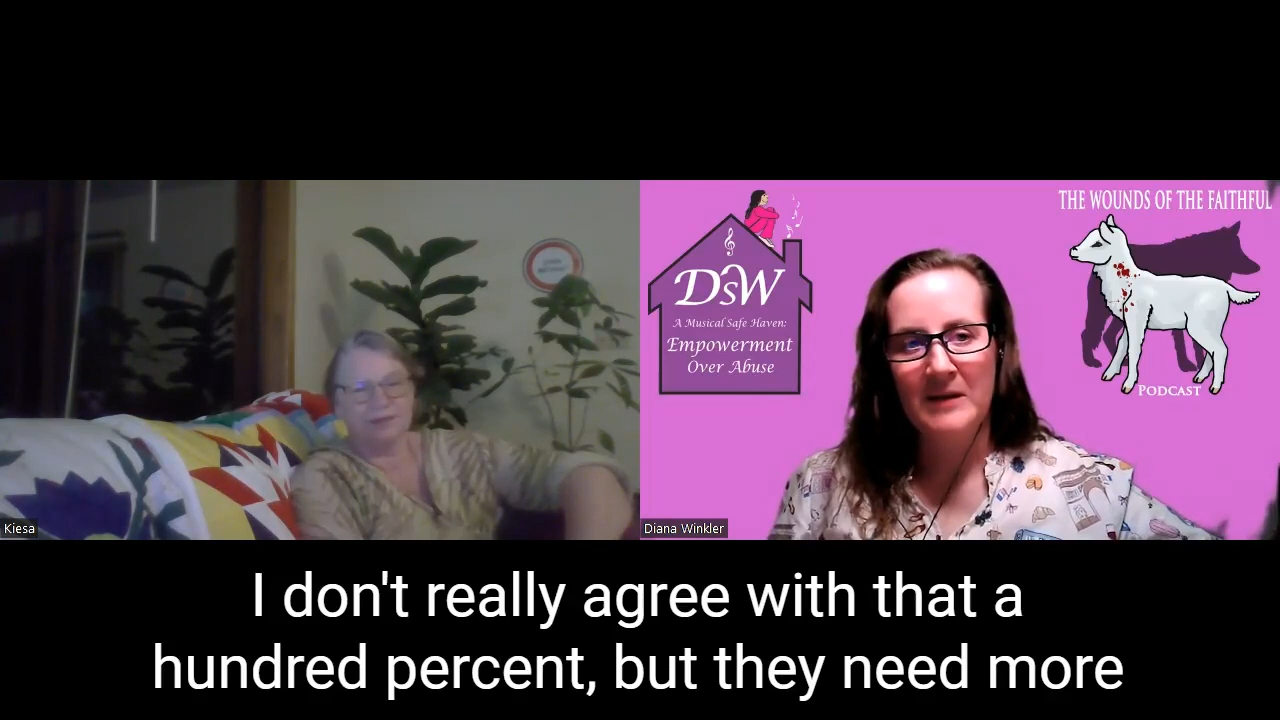 THE WOUNDS OF THE FAITHFUL
DSW
A Musical Safe Haven:
Empowerment
Over Abuse
PODCAST
Kiesa
Diana Winkler
I don't really agree with that a
hundred percent, but they need more